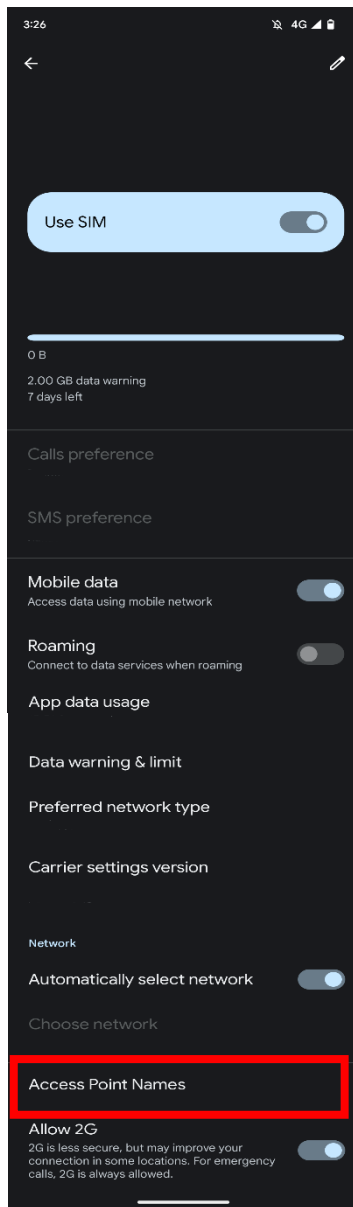 3:26 4G
Use SIM
0 B
2.00 GB data warning
7 days left
Calls preference
SMS preference
Mobile data
Access data using mobile network
Roaming
Connect to data services when roaming
App data usage
Data warning & limit
Preferred network type
Carrier settings version
Network
Automatically select network
Choose network
Access Point Names
Allow 2G
2G is less secure, but may improve your
connection in some locations. For emergency
calls, 2G is always allowed.